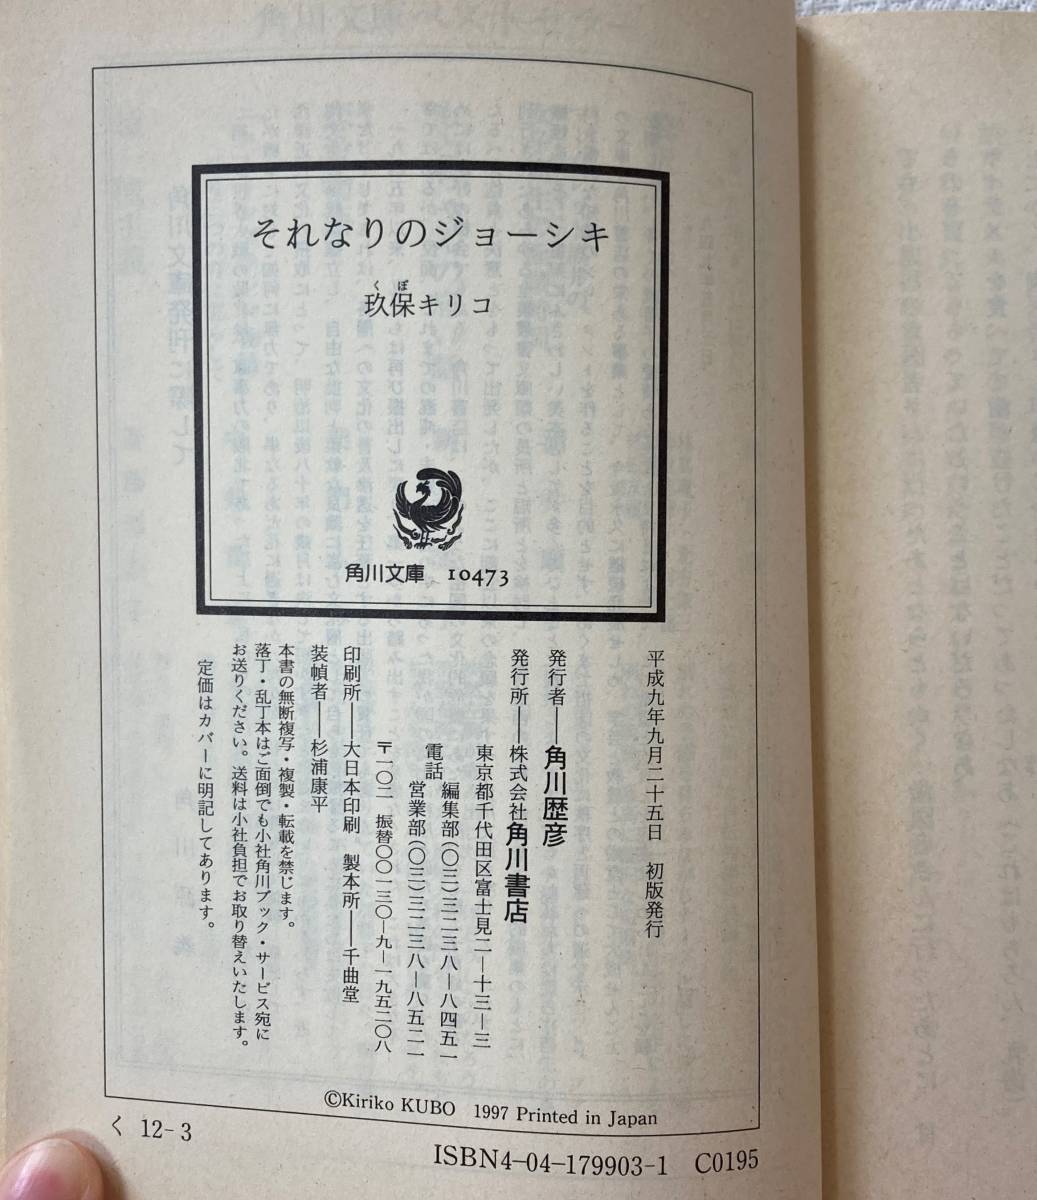 それなりのジョーシキ
くぼ
玖保キリコ
角川文庫 10473
平成九年九月二十五日 初版発行
発行者――角川歴彦
発行所――株式会社角川書店
東京都千代田区富士見二―十三―三
電話 編集部(〇三)三二三八―八四五一
営業部(〇三)三二三八―八五二一
〒一〇二 振替〇〇一三〇―九―一九五二〇八
印刷所――大日本印刷 製本所――千曲堂
装幀者――杉浦康平
本書の無断複写・複製・転載を禁じます。
落丁・乱丁本はご面倒でも小社角川ブック・サービス宛に
お送りください。送料は小社負担でお取り替えいたします。
定価はカバーに明記してあります。
©Kiriko KUBO 1997 Printed in Japan
く 12-3
ISBN4-04-179903-1 C0195